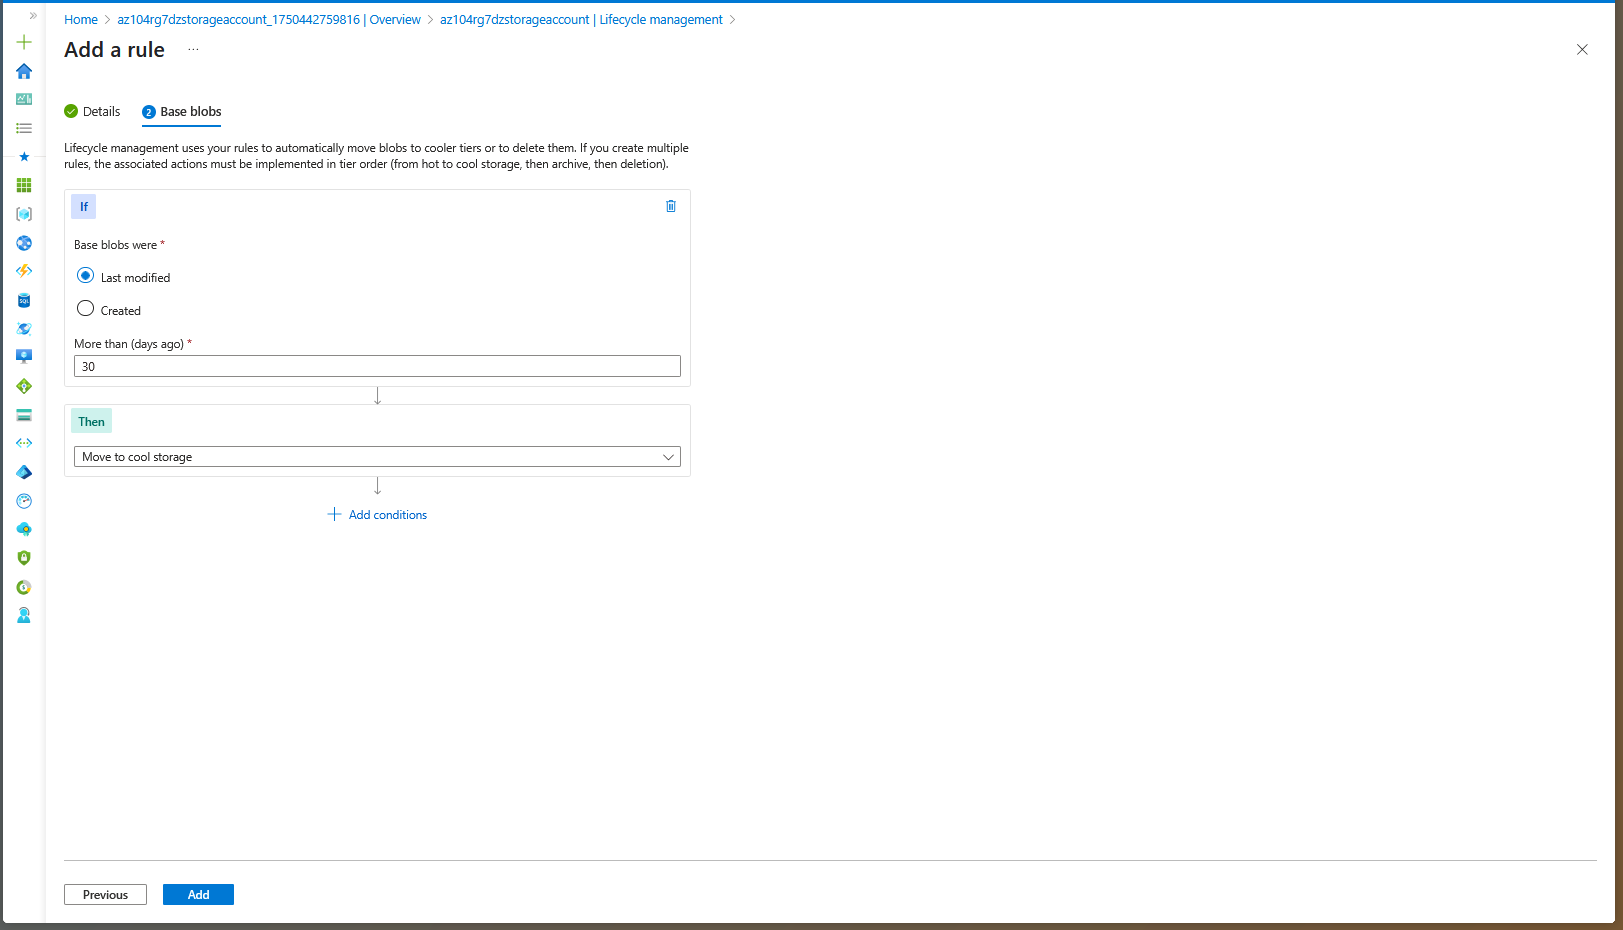 Home > az104rg7dzstorageaccount_1750442759816 | Overview > az104rg7dzstorageaccount | Lifecycle management >
Add a rule ...
Details
2 Base blobs
Lifecycle management uses your rules to automatically move blobs to cooler tiers or to delete them. If you create multiple
rules, the associated actions must be implemented in tier order (from hot to cool storage, then archive, then deletion).
If
Base blobs were *
Last modified
Created
More than (days ago) *
30
Then
Move to cool storage
Add conditions
Previous
Add
SQL